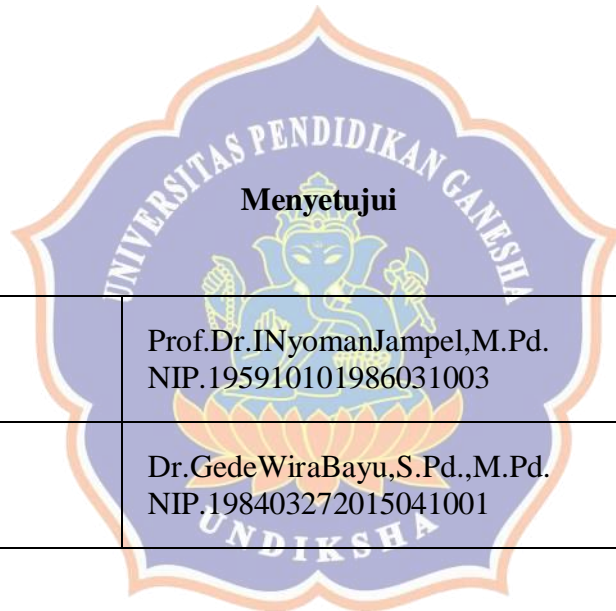 UNIVERSITAS PENDIDIKAN GANESHA
Menyetujui
Prof.Dr.INyomanJampel,M.Pd.
NIP.195910101986031003
Dr.GedeWiraBayu,S.Pd.,M.Pd.
NIP.198403272015041001
UNDIKSHA